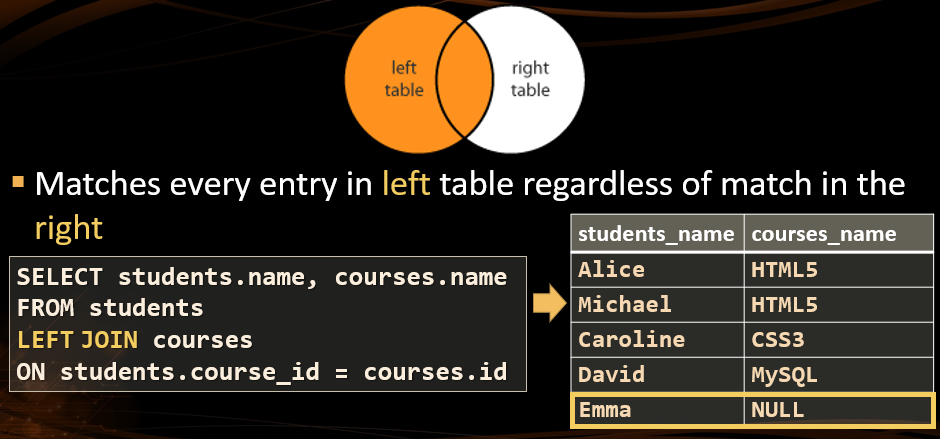 left
table
right
table
Matches every entry in left table regardless of match in the
right
SELECT students.name, courses.name
FROM students
LEFT JOIN courses
ON students.course_id = courses.id
students_name courses_name
Alice HTML5
Michael HTML5
Caroline CSS3
David MySQL
Emma NULL